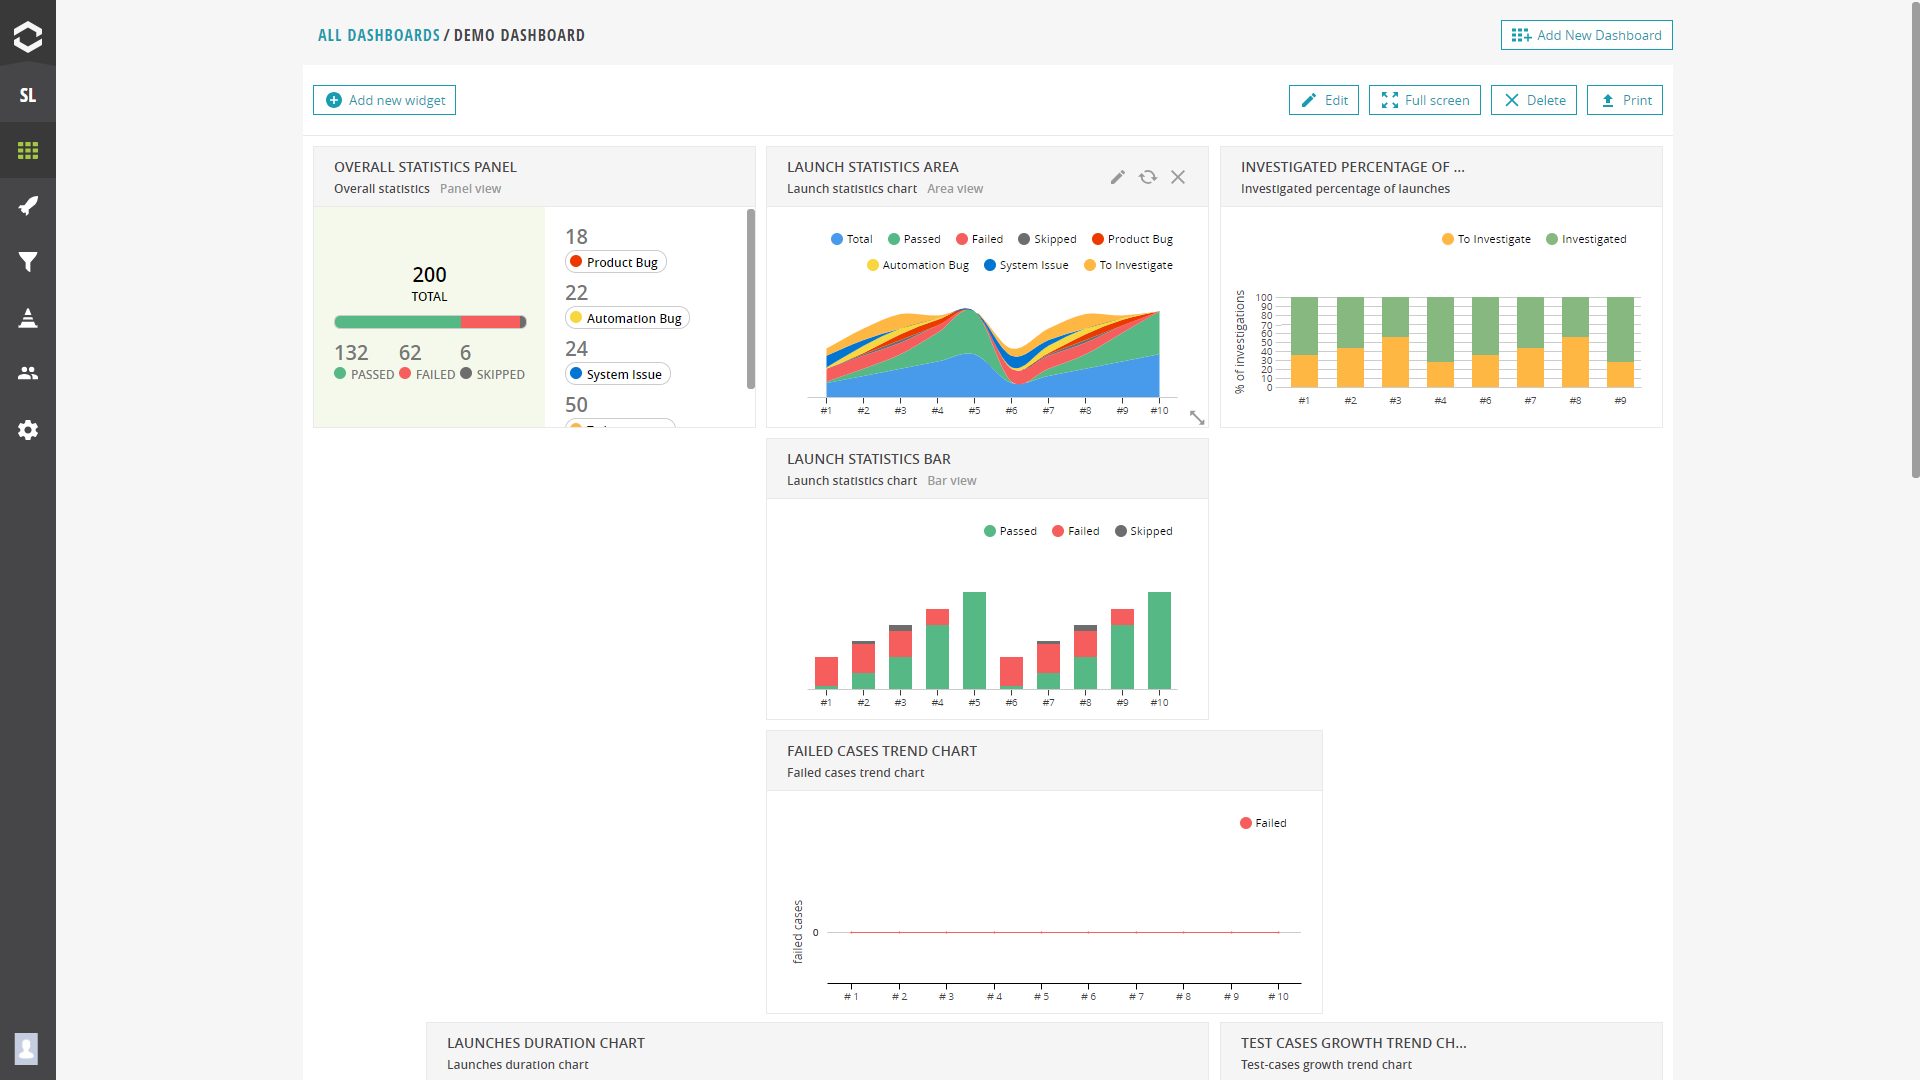 SL
ALL DASHBOARDS / DEMO DASHBOARD
Add New Dashboard
Add new widget
Edit
Full screen
Delete
Print
OVERALL STATISTICS PANEL
Overall statistics Panel view
200
TOTAL
132 62 6
PASSED FAILED SKIPPED
18
Product Bug
22
Automation Bug
24
System Issue
50
LAUNCH STATISTICS AREA
Launch statistics chart Area view
Total Passed Failed Skipped Product Bug
Automation Bug System Issue To Investigate
#1 #2 #3 #4 #5 #6 #7 #8 #9 #10
INVESTIGATED PERCENTAGE OF ...
Investigated percentage of launches
To Investigate Investigated
% of investigations
100
90
80
70
60
50
40
30
20
10
0
#1 #2 #3 #4 #6 #7 #8 #9
LAUNCH STATISTICS BAR
Launch statistics chart Bar view
Passed Failed Skipped
#1 #2 #3 #4 #5 #6 #7 #8 #9 #10
FAILED CASES TREND CHART
Failed cases trend chart
Failed
failed cases
0
# 1 # 2 # 3 # 4 # 5 # 6 # 7 # 8 # 9 # 10
LAUNCHES DURATION CHART
Launches duration chart
TEST CASES GROWTH TREND CH...
Test-cases growth trend chart